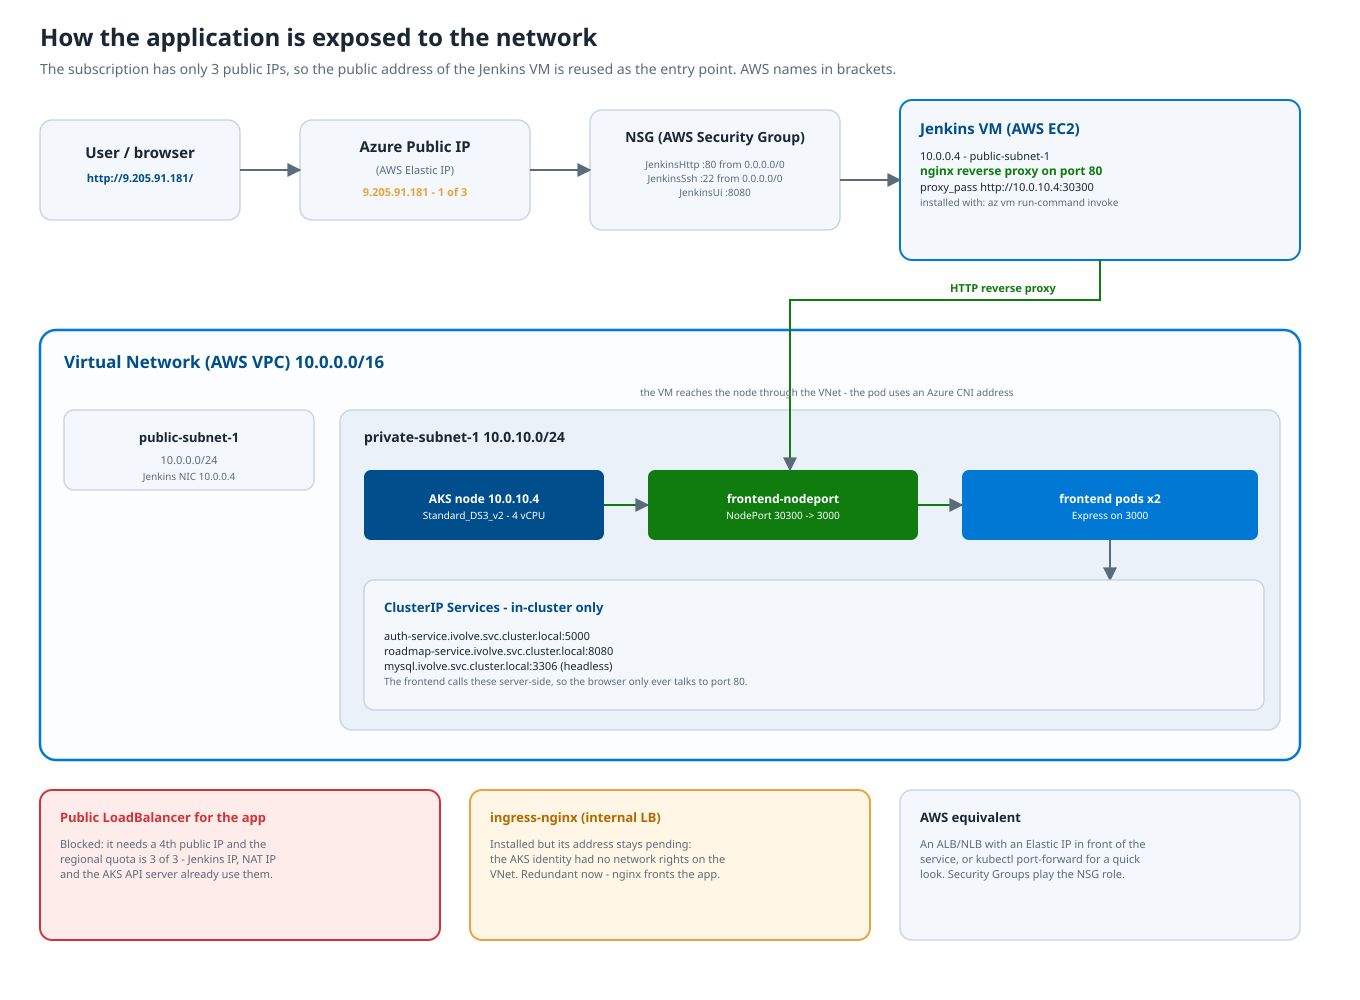 How the application is exposed to the network
The subscription has only 3 public IPs, so the public address of the Jenkins VM is reused as the entry point. AWS names in brackets.
User / browser
http://9.205.91.181/
Azure Public IP
(AWS Elastic IP)
9.205.91.181 - 1 of 3
NSG (AWS Security Group)
JenkinsHttp :80 from 0.0.0.0/0
JenkinsSsh :22 from 0.0.0.0/0
JenkinsUi :8080
Jenkins VM (AWS EC2)
10.0.0.4 - public-subnet-1
nginx reverse proxy on port 80
proxy_pass http://10.0.10.4:30300
installed with: az vm run-command invoke
HTTP reverse proxy
Virtual Network (AWS VPC) 10.0.0.0/16
the VM reaches the node through the VNet - the pod uses an Azure CNI address
public-subnet-1
10.0.0.0/24
Jenkins NIC 10.0.0.4
private-subnet-1 10.0.10.0/24
AKS node 10.0.10.4
Standard_DS3_v2 - 4 vCPU
frontend-nodeport
NodePort 30300 -> 3000
frontend pods x2
Express on 3000
ClusterIP Services - in-cluster only
auth-service.ivolve.svc.cluster.local:5000
roadmap-service.ivolve.svc.cluster.local:8080
mysql.ivolve.svc.cluster.local:3306 (headless)
The frontend calls these server-side, so the browser only ever talks to port 80.
Public LoadBalancer for the app
Blocked: it needs a 4th public IP and the
regional quota is 3 of 3 - Jenkins IP, NAT IP
and the AKS API server already use them.
ingress-nginx (internal LB)
Installed but its address stays pending:
the AKS identity had no network rights on the
VNet. Redundant now - nginx fronts the app.
AWS equivalent
An ALB/NLB with an Elastic IP in front of the
service, or kubectl port-forward for a quick
look. Security Groups play the NSG role.